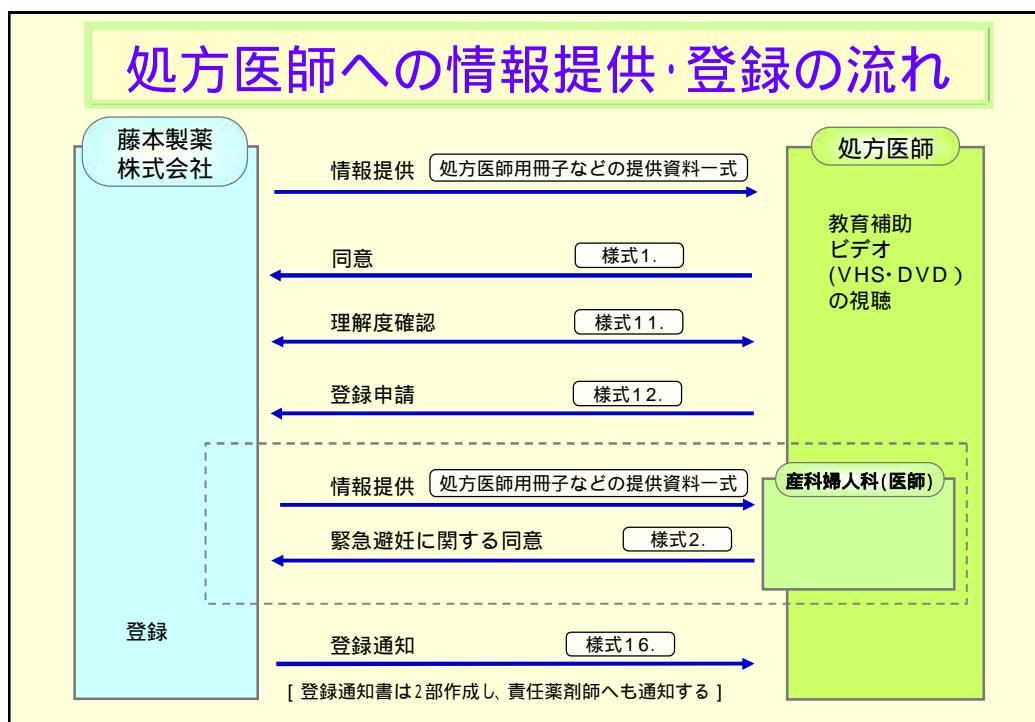 処方医師への情報提供・登録の流れ
藤本製薬
株式会社
処方医師
情報提供 処方医師用冊子などの提供資料一式
教育補助
ビデオ
(VHS・DVD)
の視聴
同意 様式1.
理解度確認 様式11.
登録申請 様式12.
産科婦人科(医師)
情報提供 処方医師用冊子などの提供資料一式
緊急避妊に関する同意 様式2.
登録
登録通知 様式16.
[ 登録通知書は2部作成し、責任薬剤師へも通知する ]